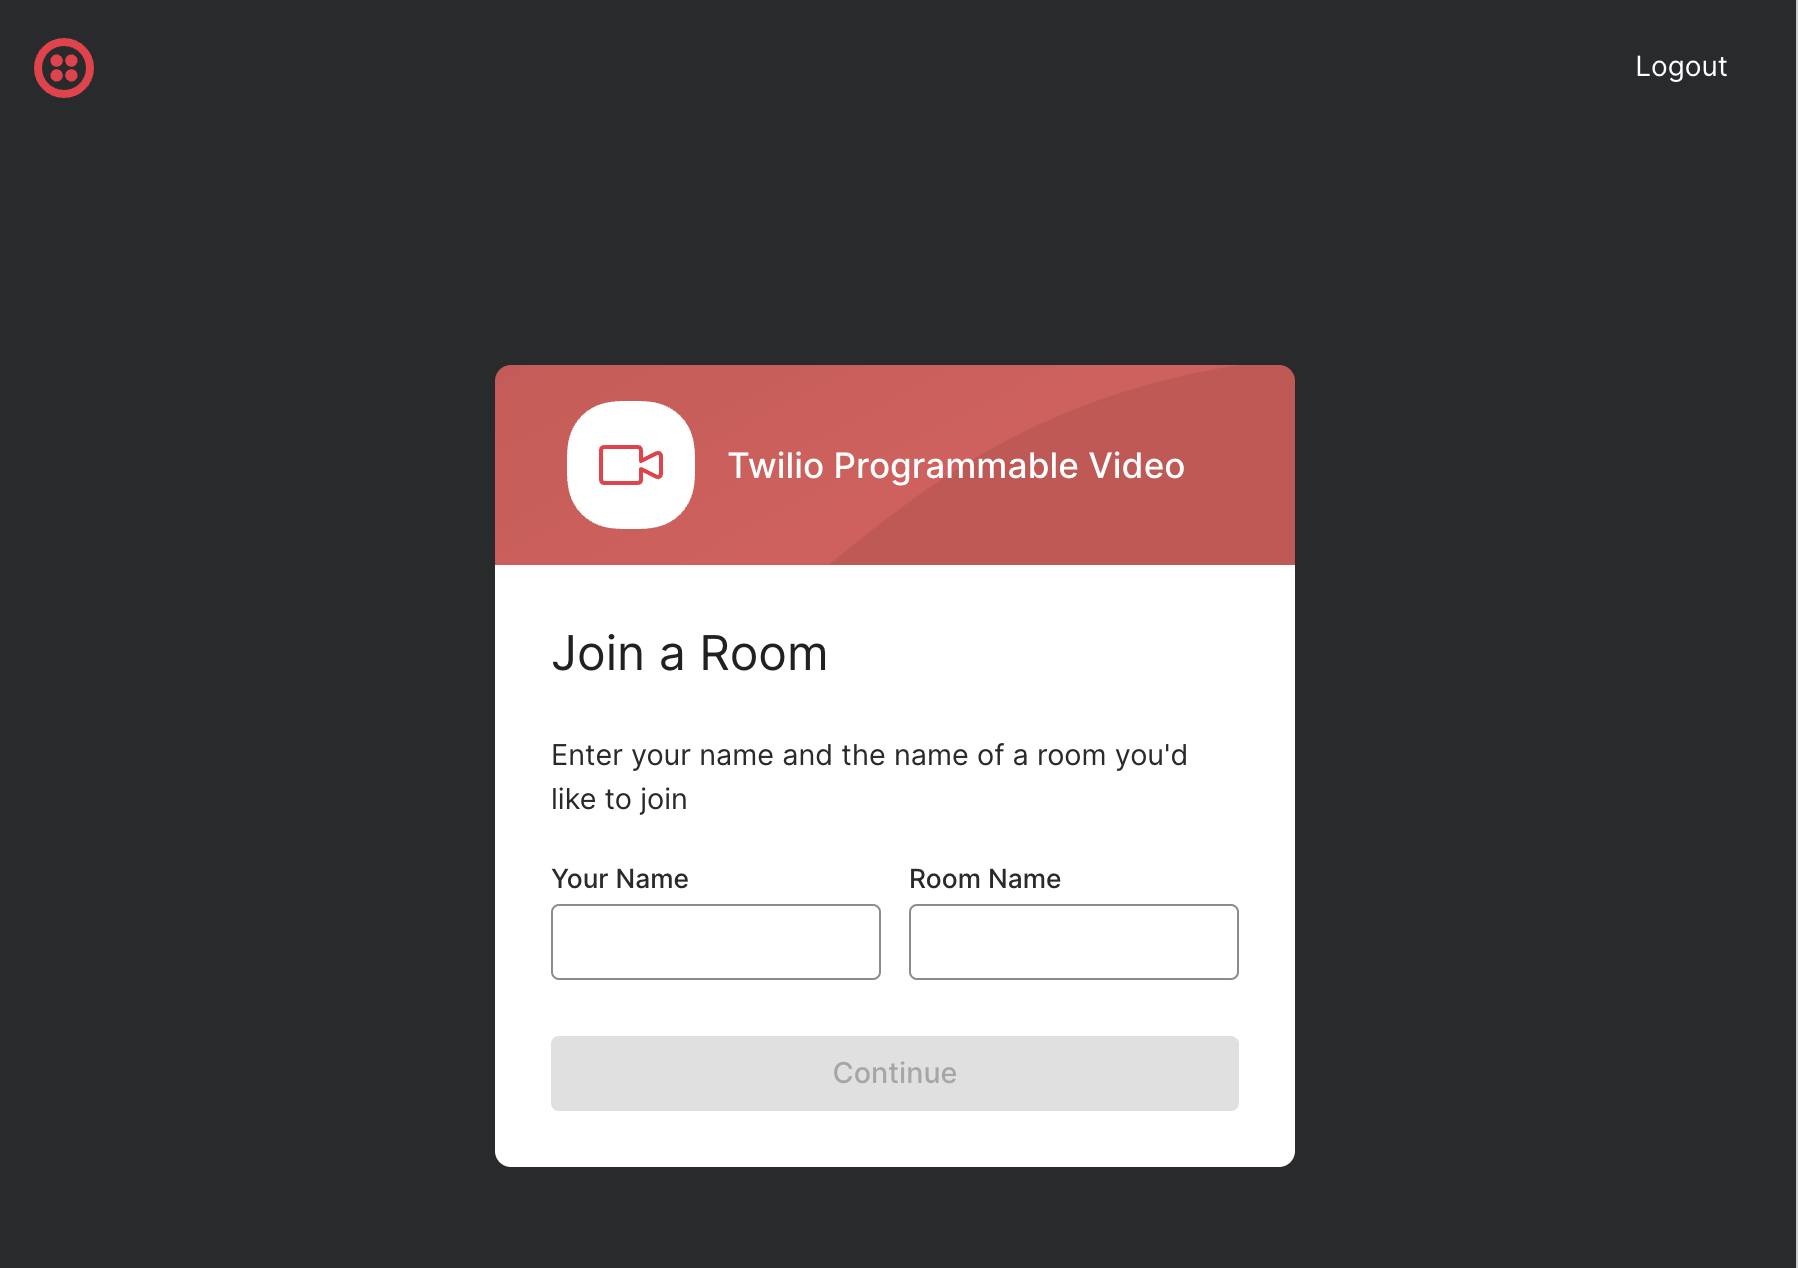 Logout
Twilio Programmable Video
Join a Room
Enter your name and the name of a room you'd
like to join
Your Name
Room Name
Continue